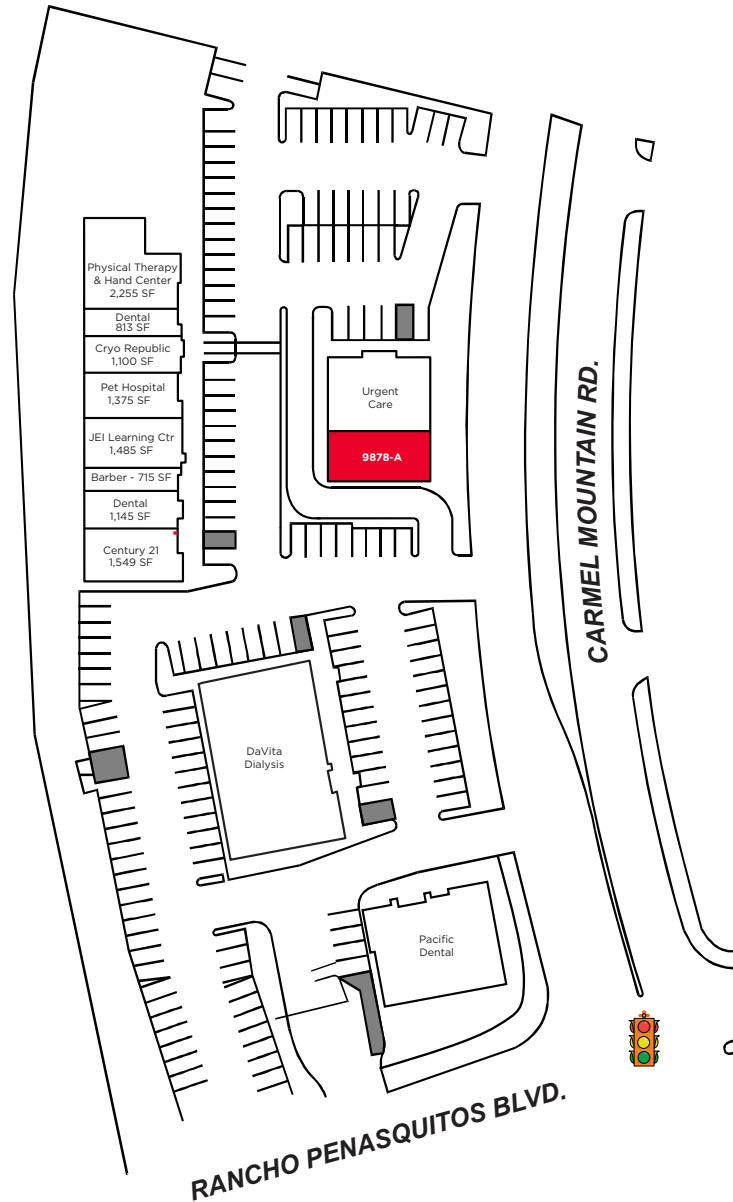 Physical Therapy
& Hand Center
2,255 SF
Dental
813 SF
Cryo Republic
1,100 SF
Pet Hospital
1,375 SF
JEI Learning Ctr
1,485 SF
Barber - 715 SF
Dental
1,145 SF
Century 21
1,549 SF
Urgent
Care
9878-A
CARMEL MOUNTAIN RD.
DaVita
Dialysis
Pacific
Dental
RANCHO PENASQUITOS BLVD.